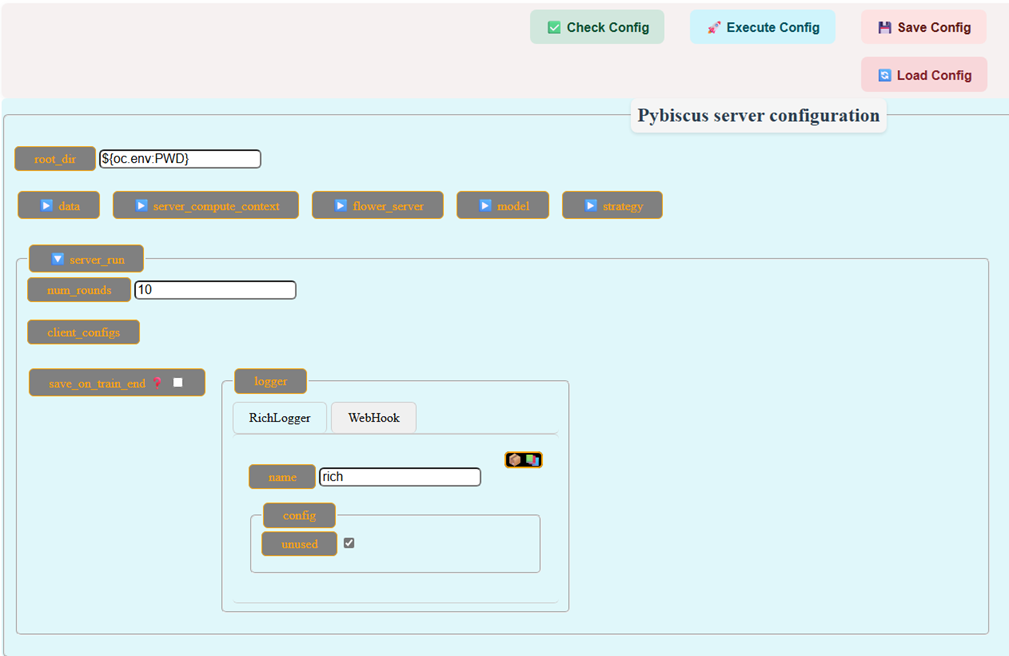 Check Config
Execute Config
Save Config
Load Config
Pybiscus server configuration
root_dir ${oc.env:PWD}
data server_compute_context flower_server model strategy
server_run
num_rounds 10
client_configs
save_on_train_end
logger
RichLogger WebHook
name rich
config
unused